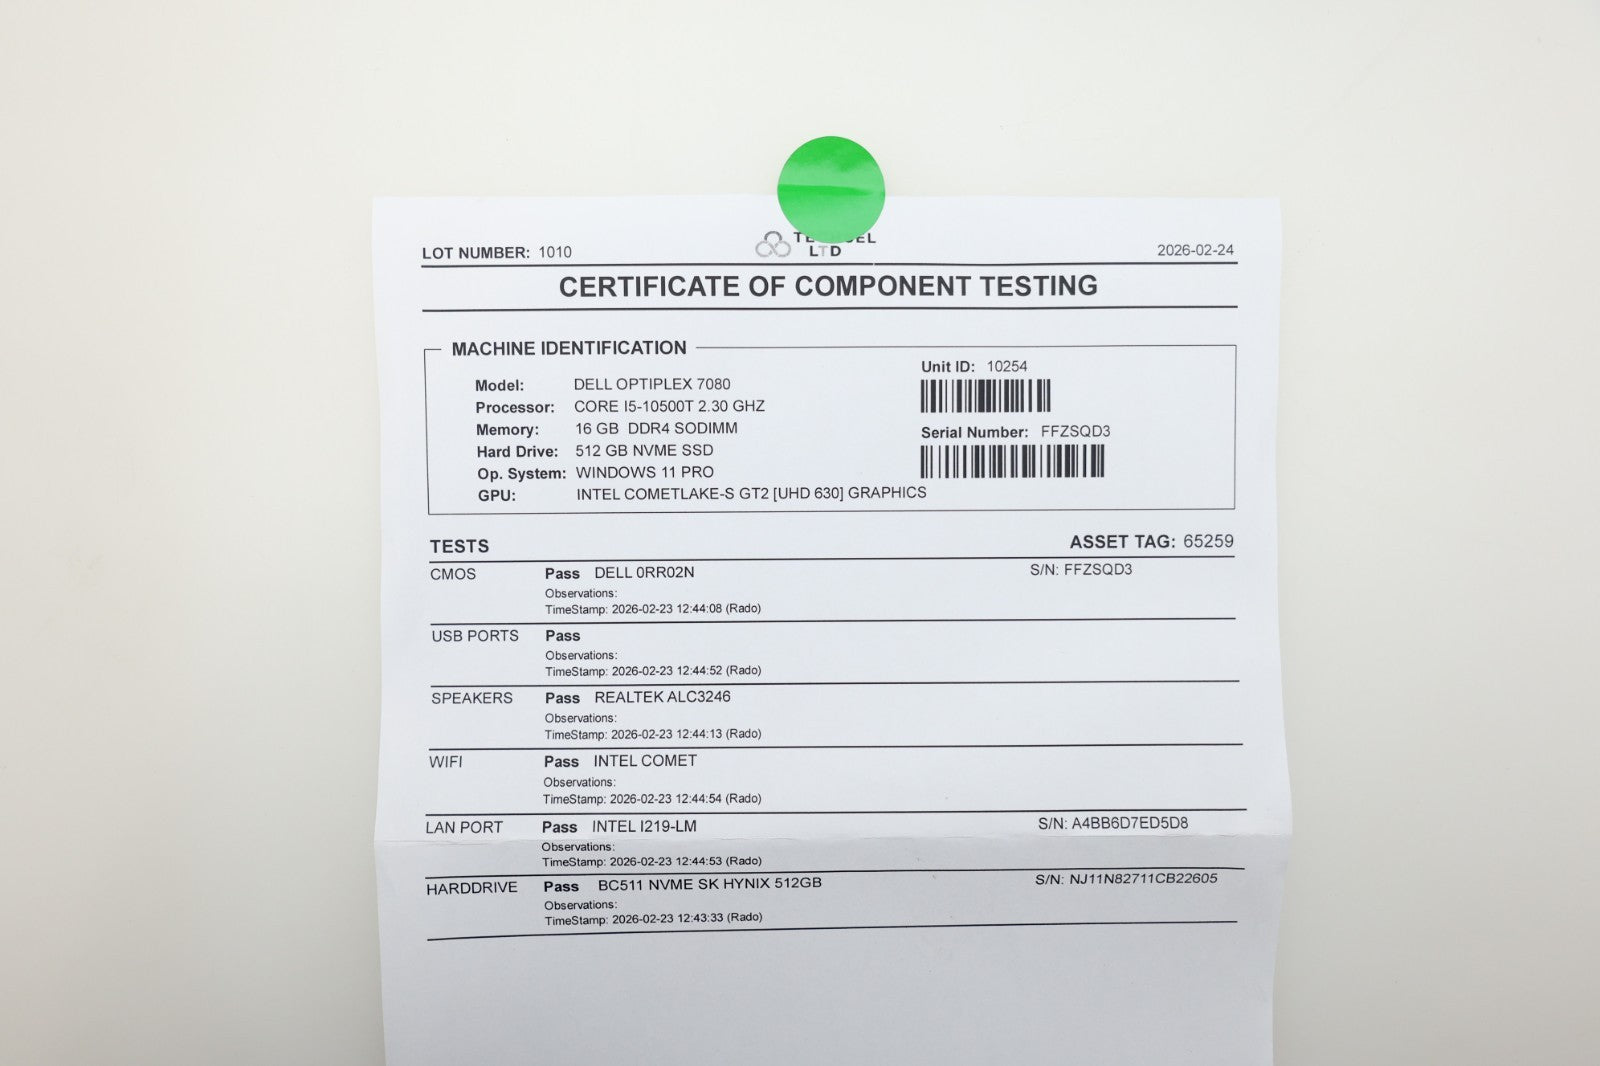 LOT NUMBER: 1010
LTD
2026-02-24
CERTIFICATE OF COMPONENT TESTING
MACHINE IDENTIFICATION
Model: DELL OPTIPLEX 7080
Processor: CORE I5-10500T 2.30 GHZ
Memory: 16 GB DDR4 SODIMM
Hard Drive: 512 GB NVME SSD
Op. System: WINDOWS 11 PRO
GPU: INTEL COMETLAKE-S GT2 [UHD 630] GRAPHICS
Unit ID: 10254
Serial Number: FFZSQD3
TESTS ASSET TAG: 65259
CMOS Pass DELL 0RR02N S/N: FFZSQD3
Observations:
TimeStamp: 2026-02-23 12:44:08 (Rado)
USB PORTS Pass
Observations:
TimeStamp: 2026-02-23 12:44:52 (Rado)
SPEAKERS Pass REALTEK ALC3246
Observations:
TimeStamp: 2026-02-23 12:44:13 (Rado)
WIFI Pass INTEL COMET
Observations:
TimeStamp: 2026-02-23 12:44:54 (Rado)
LAN PORT Pass INTEL I219-LM S/N: A4BB6D7ED5D8
Observations:
TimeStamp: 2026-02-23 12:44:53 (Rado)
HARDDRIVE Pass BC511 NVME SK HYNIX 512GB S/N: NJ11N82711CB22605
Observations:
TimeStamp: 2026-02-23 12:43:33 (Rado)